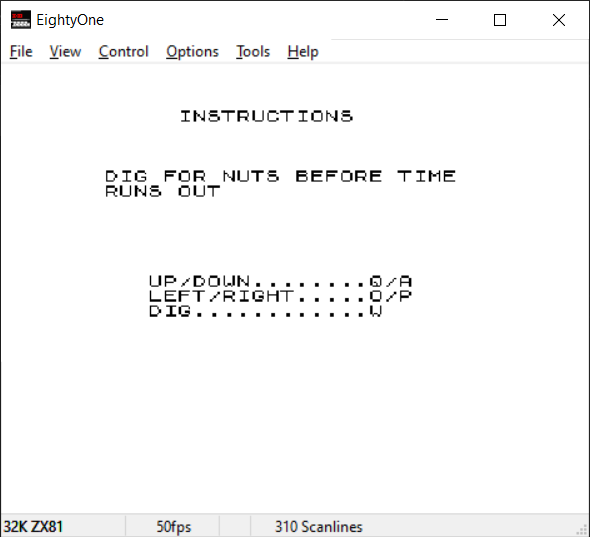 EightyOne
File View Control Options Tools Help
INSTRUCTIONS
DIG FOR NUTS BEFORE TIME
RUNS OUT
UP/DOWN........Q/A
LEFT/RIGHT.....O/P
DIG............W
32K ZX81 50fps 310 Scanlines